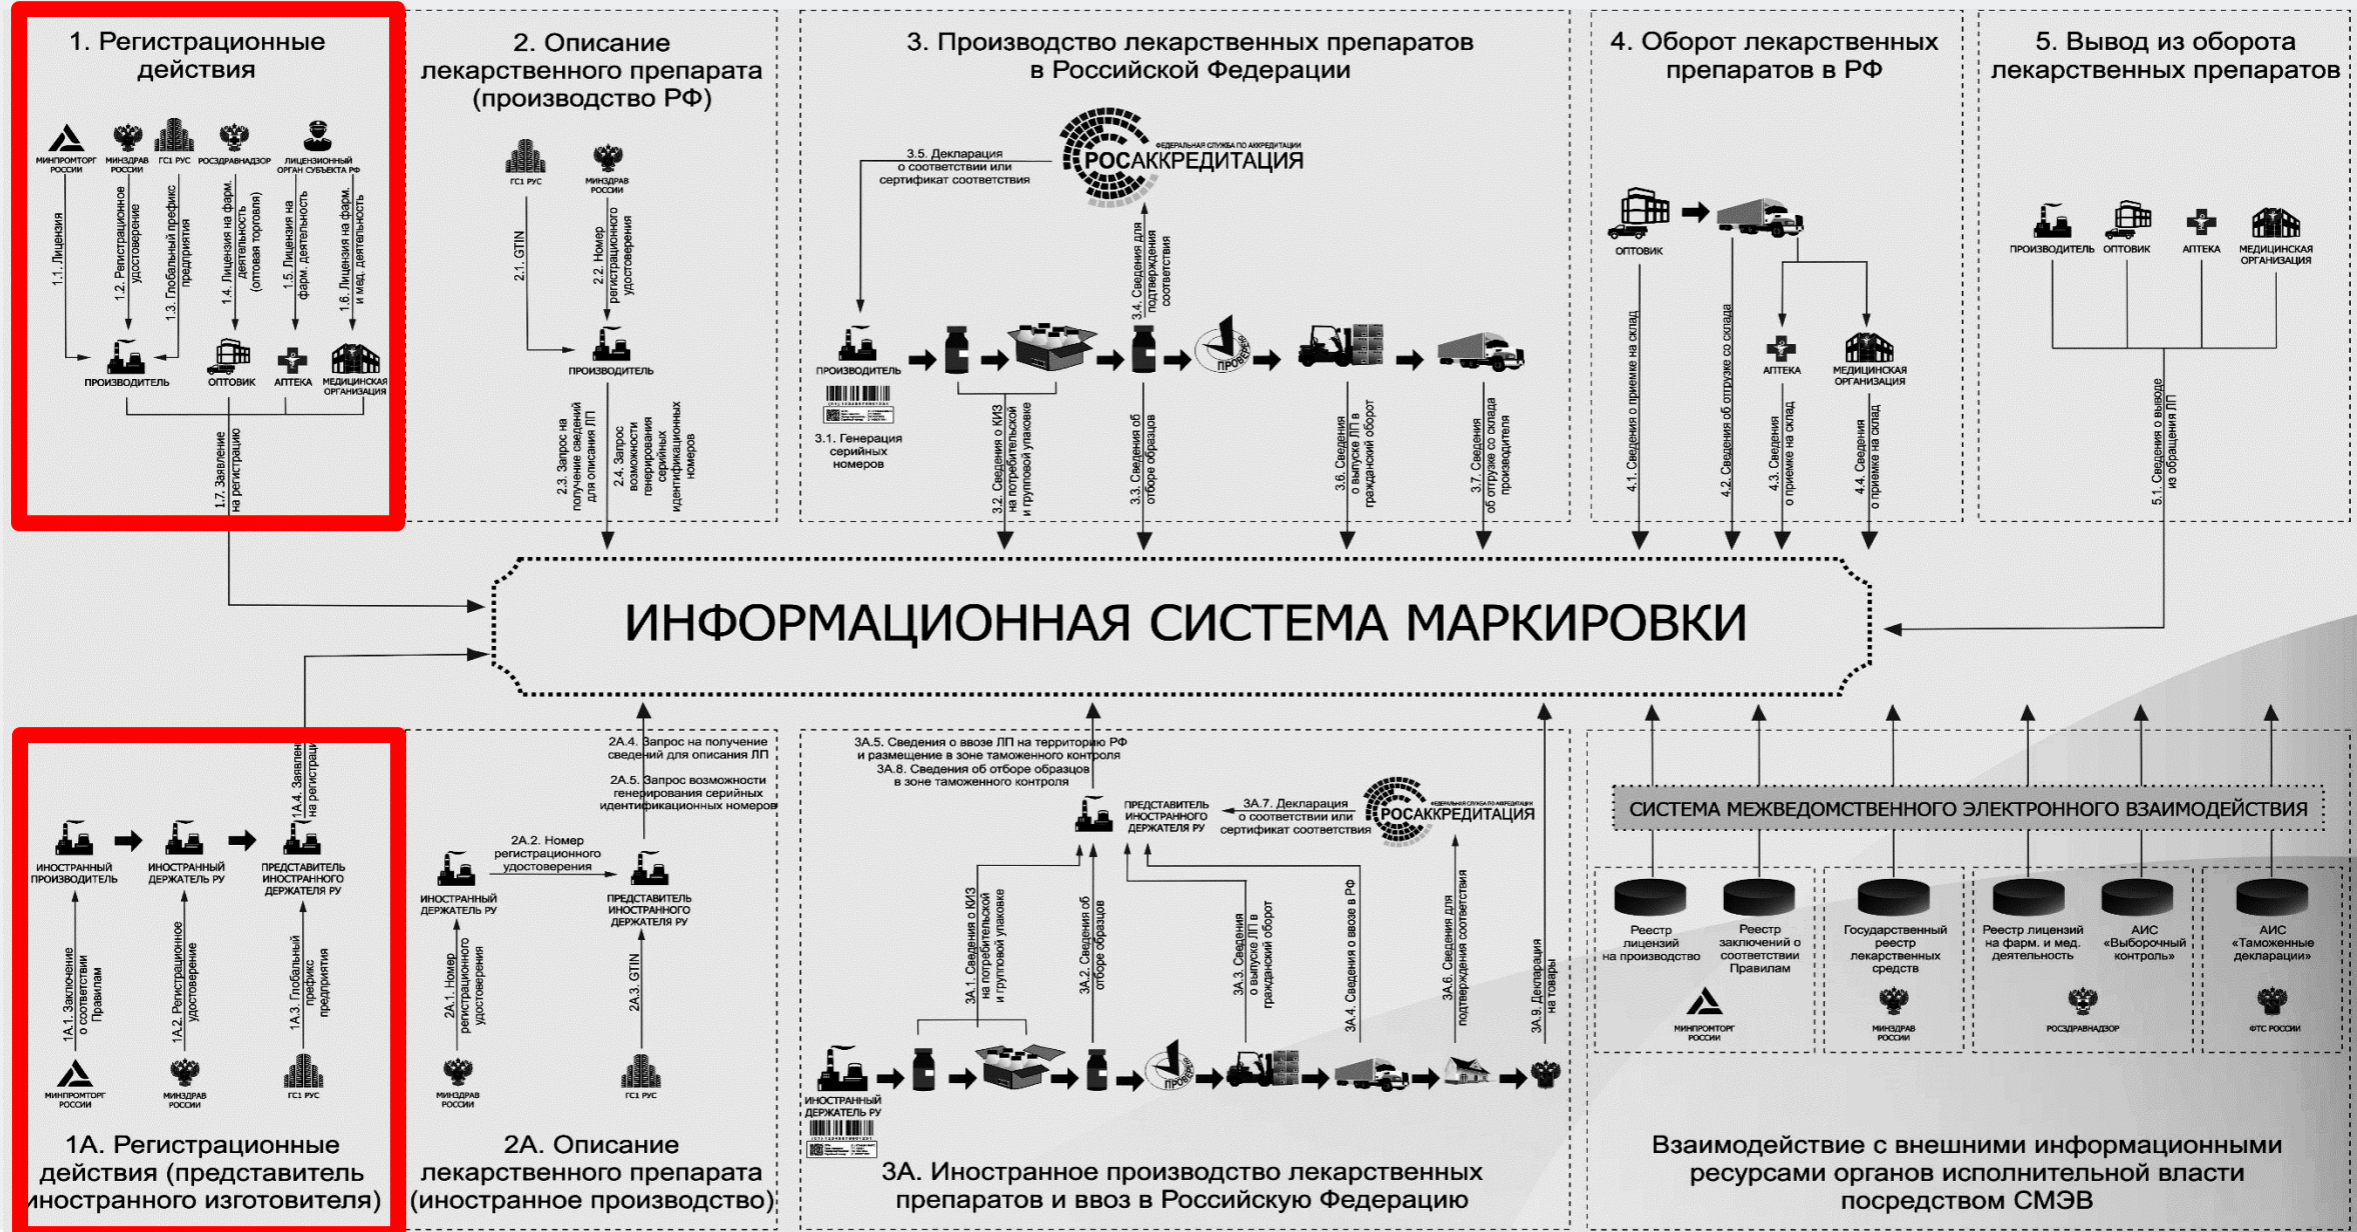 1. Регистрационные
действия
МИНПРОМТОРГ
РОССИИ
МИНЗДРАВ
РОССИИ
ГС1 РУС
РОСЗДРАВНАДЗОР
ЛИЦЕНЗИОННЫЙ
ОРГАН СУБЪЕКТА РФ
1.1. Лицензия
1.2. Регистрационное
удостоверение
1.3. Глобальный префикс
предприятия
1.4. Лицензия на фарм.
деятельность
(оптовая торговля)
1.5. Лицензия на
фарм. деятельность
1.6. Лицензия на фарм.
и мед. деятельность
ПРОИЗВОДИТЕЛЬ
ОПТОВИК
АПТЕКА
МЕДИЦИНСКАЯ
ОРГАНИЗАЦИЯ
1.7. Заявление
на регистрацию
2. Описание
лекарственного препарата
(производство РФ)
ГС1 РУС
МИНЗДРАВ
РОССИИ
2.1. GTIN
2.2. Номер
регистрационного
удостоверения
ПРОИЗВОДИТЕЛЬ
2.3. Запрос на
получение сведений
для описания ЛП
2.4. Запрос
возможности
генерирования
серийных
идентификационных
номеров
3. Производство лекарственных препаратов
в Российской Федерации
ФЕДЕРАЛЬНАЯ СЛУЖБА ПО АККРЕДИТАЦИИ
РОСАККРЕДИТАЦИЯ
3.5. Декларация
о соответствии или
сертификат соответствия
3.4. Сведения для
подтверждения
соответствия
ПРОИЗВОДИТЕЛЬ
ПРОВЕРЕНО
3.1. Генерация
серийных
номеров
3.2. Сведения о КИЗ
на потребительской
и групповой упаковке
3.3. Сведения об
отборе образцов
3.6. Сведения
о выпуске ЛП в
гражданский оборот
3.7. Сведения
об отгрузке со склада
производителя
4. Оборот лекарственных
препаратов в РФ
ОПТОВИК
АПТЕКА
МЕДИЦИНСКАЯ
ОРГАНИЗАЦИЯ
4.1. Сведения о приемке на склад
4.2. Сведения об отгрузке со склада
4.3. Сведения
о приемке на склад
4.4. Сведения
о приемке на склад
5. Вывод из оборота
лекарственных препаратов
ПРОИЗВОДИТЕЛЬ
ОПТОВИК
АПТЕКА
МЕДИЦИНСКАЯ
ОРГАНИЗАЦИЯ
5.1. Сведения о выводе
из обращения ЛП
ИНФОРМАЦИОННАЯ СИСТЕМА МАРКИРОВКИ
1А.4. Заявлен
на регистрац
ИНОСТРАННЫЙ
ПРОИЗВОДИТЕЛЬ
ИНОСТРАННЫЙ
ДЕРЖАТЕЛЬ РУ
ПРЕДСТАВИТЕЛЬ
ИНОСТРАННОГО
ДЕРЖАТЕЛЯ РУ
1А.1. Заключение
о соответствии
Правилам
1А.2. Регистрационное
удостоверение
1А.3. Глобальный
префикс
предприятия
МИНПРОМТОРГ
РОССИИ
МИНЗДРАВ
РОССИИ
ГС1 РУС
1А. Регистрационные
действия (представитель
иностранного изготовителя)
2А.4. Запрос на получение
сведений для описания ЛП
2А.5. Запрос возможности
генерирования серийных
идентификационных номеров
2А.2. Номер
регистрационного
удостоверения
ИНОСТРАННЫЙ
ДЕРЖАТЕЛЬ РУ
ПРЕДСТАВИТЕЛЬ
ИНОСТРАННОГО
ДЕРЖАТЕЛЯ РУ
2А.1. Номер
регистрационного
удостоверения
2А.3. GTIN
МИНЗДРАВ
РОССИИ
ГС1 РУС
2А. Описание
лекарственного препарата
(иностранное производство)
3А.5. Сведения о ввозе ЛП на территорию РФ
и размещение в зоне таможенного контроля
3А.8. Сведения об отборе образцов
в зоне таможенного контроля
ПРЕДСТАВИТЕЛЬ
ИНОСТРАННОГО
ДЕРЖАТЕЛЯ РУ
3А.7. Декларация
о соответствии или
сертификат соответствия
ФЕДЕРАЛЬНАЯ СЛУЖБА ПО АККРЕДИТАЦИИ
РОСАККРЕДИТАЦИЯ
3А.1. Сведения о КИЗ
на потребительской
и групповой упаковке
3А.2. Сведения об
отборе образцов
3А.3. Сведения
о выпуске ЛП в
гражданский оборот
3А.4. Сведения о ввозе в РФ
3А.6. Сведения для
подтверждения соответствия
3А.9. Декларация
на товары
ИНОСТРАННЫЙ
ДЕРЖАТЕЛЬ РУ
ПРОВЕРЕНО
3А. Иностранное производство лекарственных
препаратов и ввоз в Российскую Федерацию
СИСТЕМА МЕЖВЕДОМСТВЕННОГО ЭЛЕКТРОННОГО ВЗАИМОДЕЙСТВИЯ
Реестр
лицензий
на производство
Реестр
заключений о
соответствии
Правилам
Государственный
реестр
лекарственных
средств
Реестр лицензий
на фарм. и мед.
деятельность
АИС
«Выборочный
контроль»
АИС
«Таможенные
декларации»
МИНПРОМТОРГ
РОССИИ
МИНЗДРАВ
РОССИИ
РОСЗДРАВНАДЗОР
ФТС РОССИИ
Взаимодействие с внешними информационными
ресурсами органов исполнительной власти
посредством СМЭВ